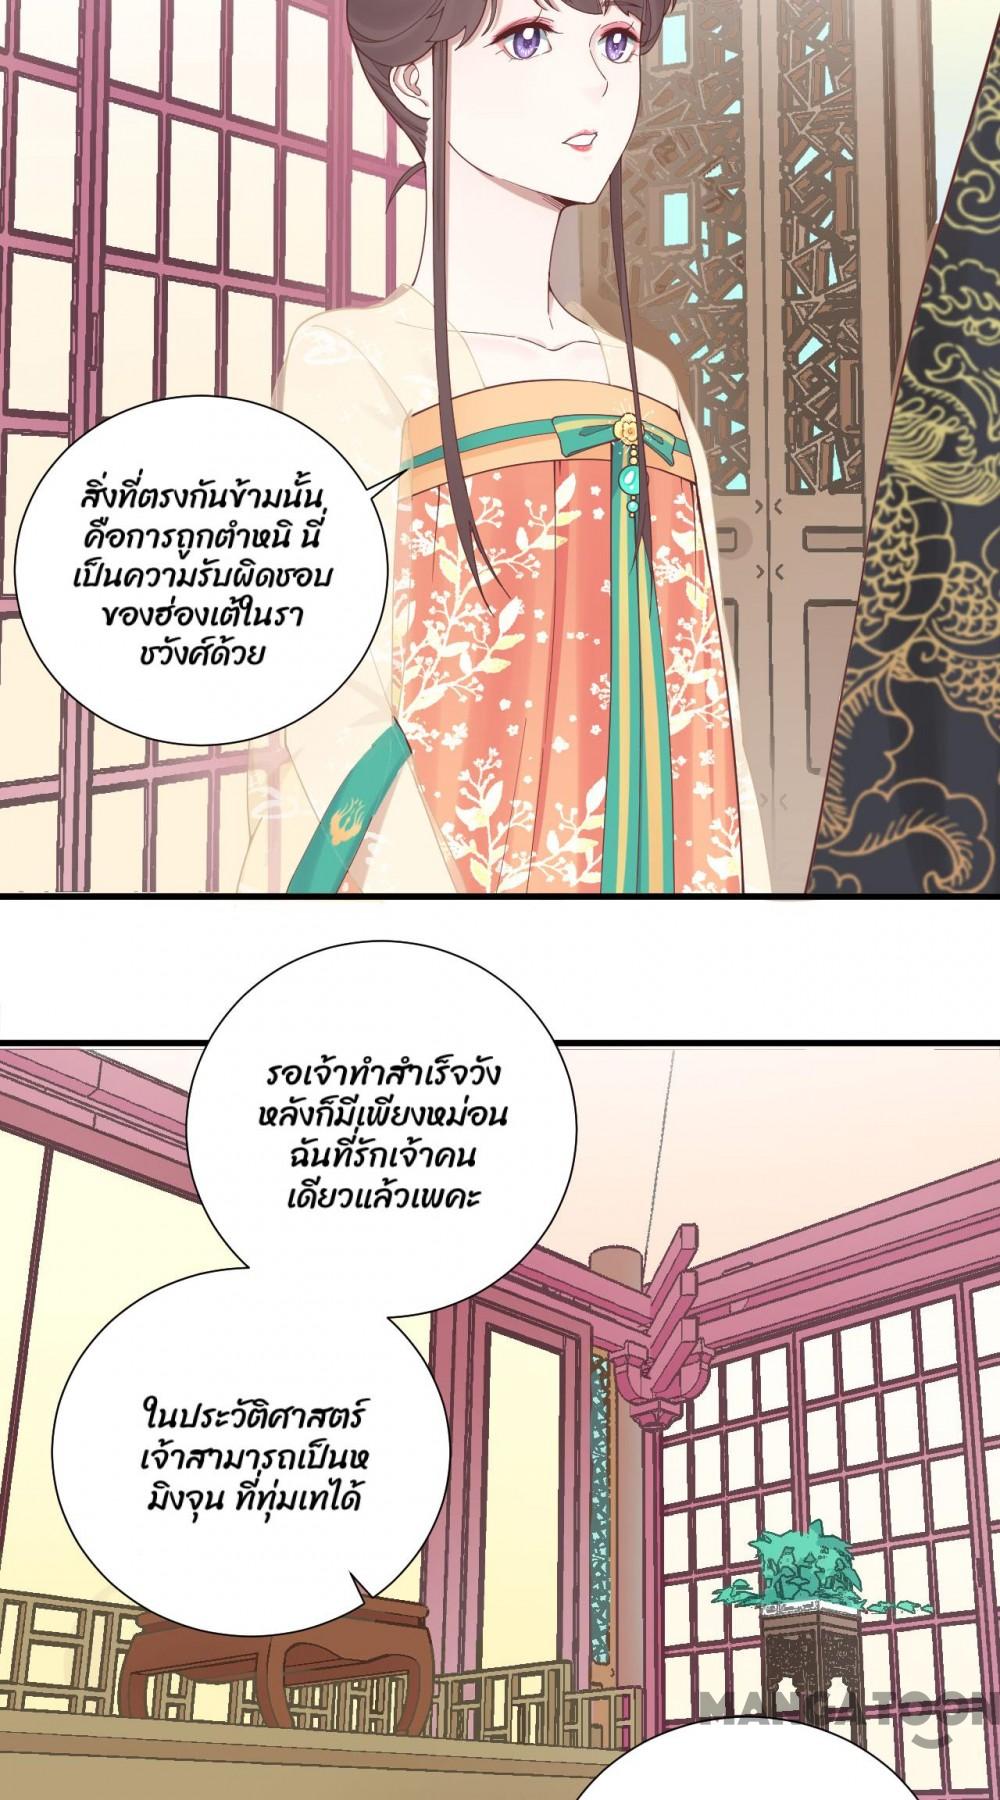 สิ่งที่ตรงกันข้ามนั้น
คือการถูกตำหนิ นี่
เป็นความรับผิดชอบ
ของฮ่องเต้ในรา
ชวังศ์ด้วย
รอเจ้าทำสำเร็จวัง
หลังก็มีเพียงหม่อน
ฉันที่รักเจ้าคน
เดียวแล้วเพคะ
ในประวัติศาสตร์
เจ้าสามารถเป็นห
มิงจุน ที่ทุ่มเทได้
MANGATOON